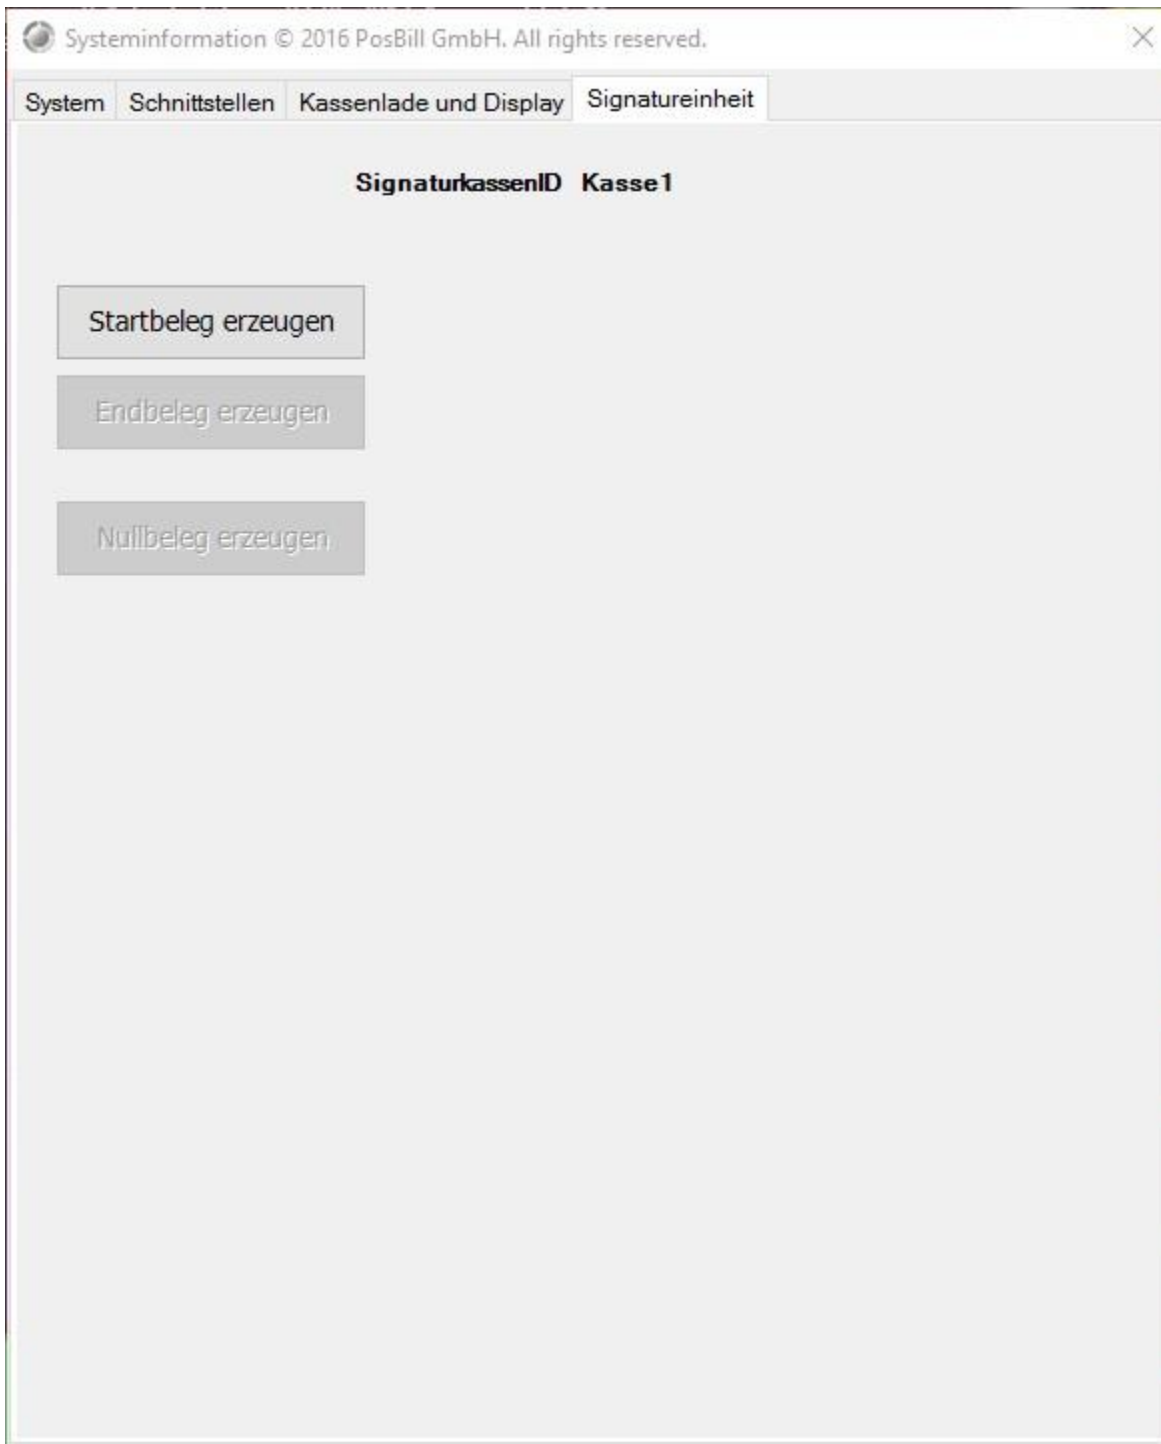 Systeminformation © 2016 PosBill GmbH. All rights reserved.
System Schnittstellen Kassenlade und Display Signatureinheit
SignaturkassenID Kasse1
Startbeleg erzeugen
Endbeleg erzeugen
Nullbeleg erzeugen